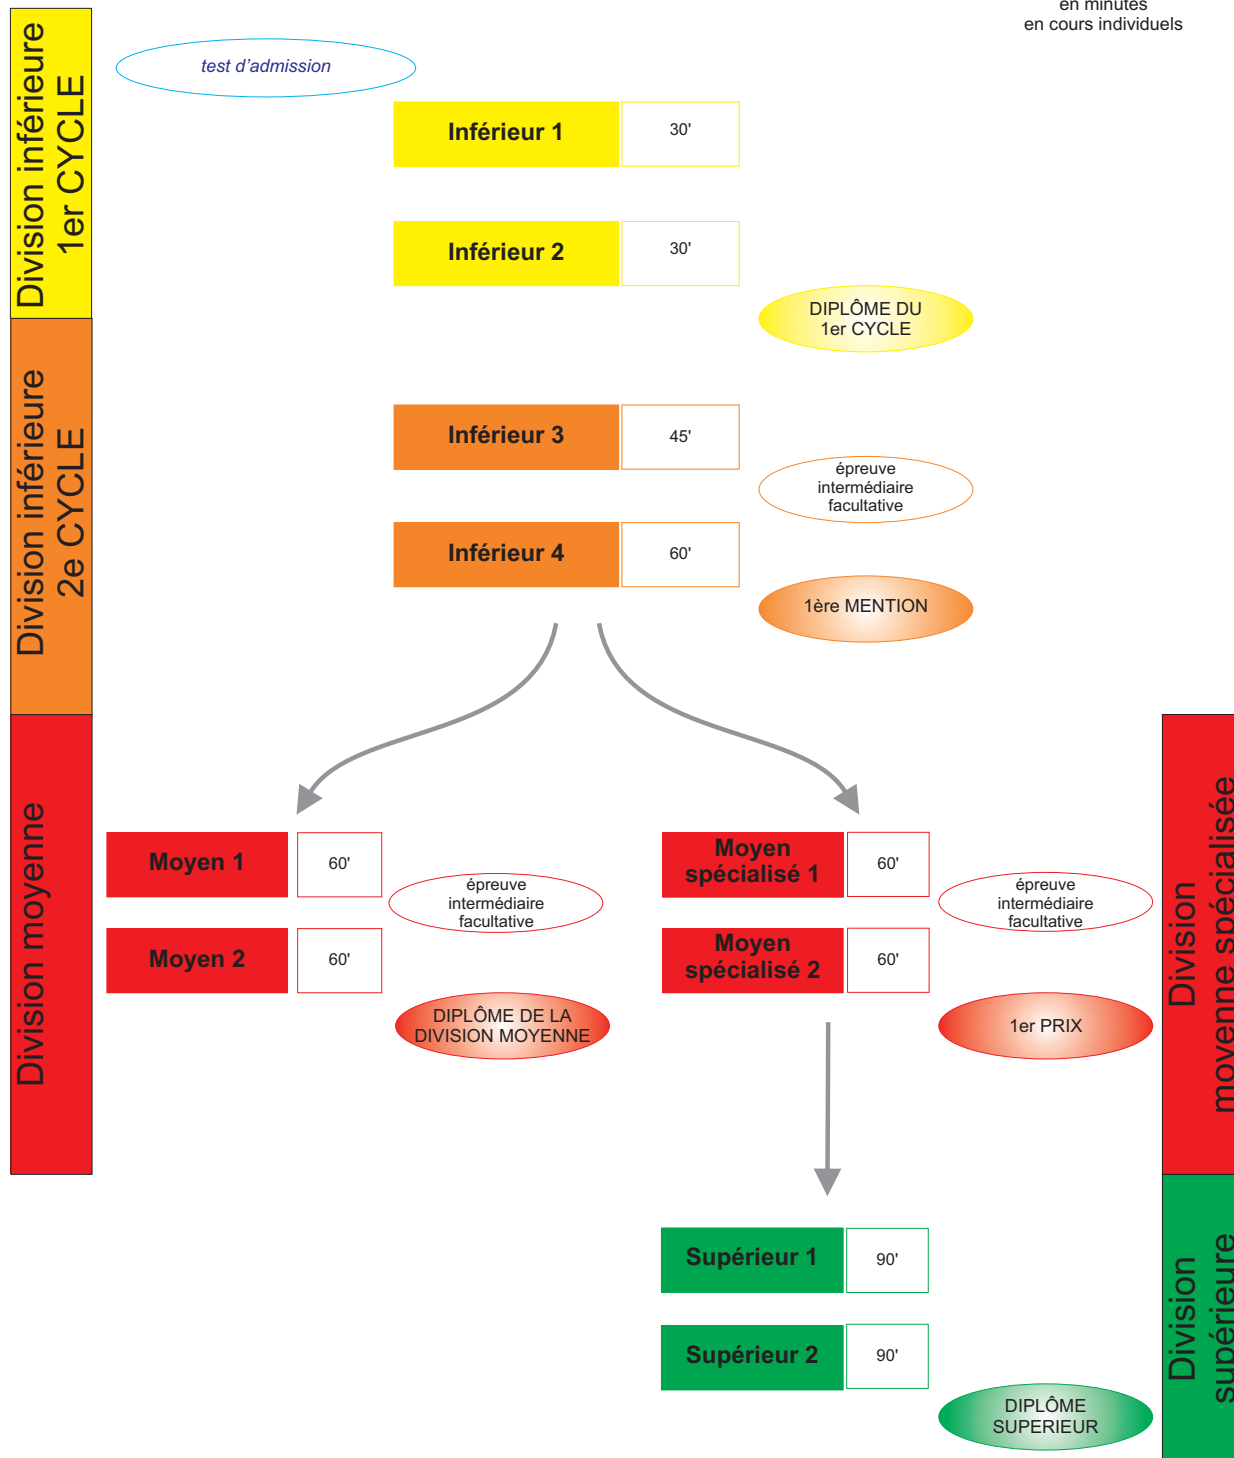 en minutes
en cours individuels
Division inférieure
1er CYCLE
test d'admission
Inférieur 1
30'
Inférieur 2
30'
DIPLÔME DU
1er CYCLE
Division inférieure
2e CYCLE
Inférieur 3
45'
épreuve
intermédiaire
facultative
Inférieur 4
60'
1ère MENTION
Division moyenne
Moyen 1
60'
épreuve
intermédiaire
facultative
Moyen 2
60'
DIPLÔME DE LA
DIVISION MOYENNE
Moyen
spécialisé 1
60'
épreuve
intermédiaire
facultative
Moyen
spécialisé 2
60'
1er PRIX
Division
moyenne spécialisée
Supérieur 1
90'
Supérieur 2
90'
DIPLÔME
SUPERIEUR
Division
supérieure